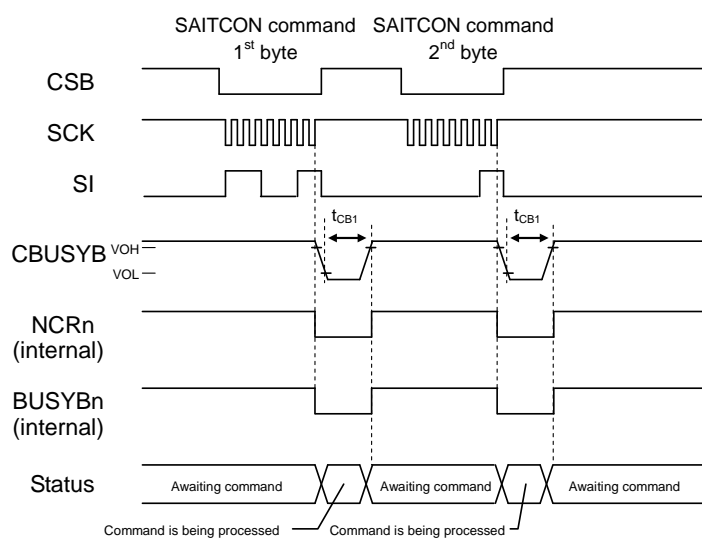 SAITCON command SAITCON command
1st byte 2nd byte
CSB
SCK
SI
tCB1 tCB1
CBUSYB VOH
VOL
NCRn
(internal)
BUSYBn
(internal)
Status Awaiting command Awaiting command Awaiting command
Command is being processed Command is being processed